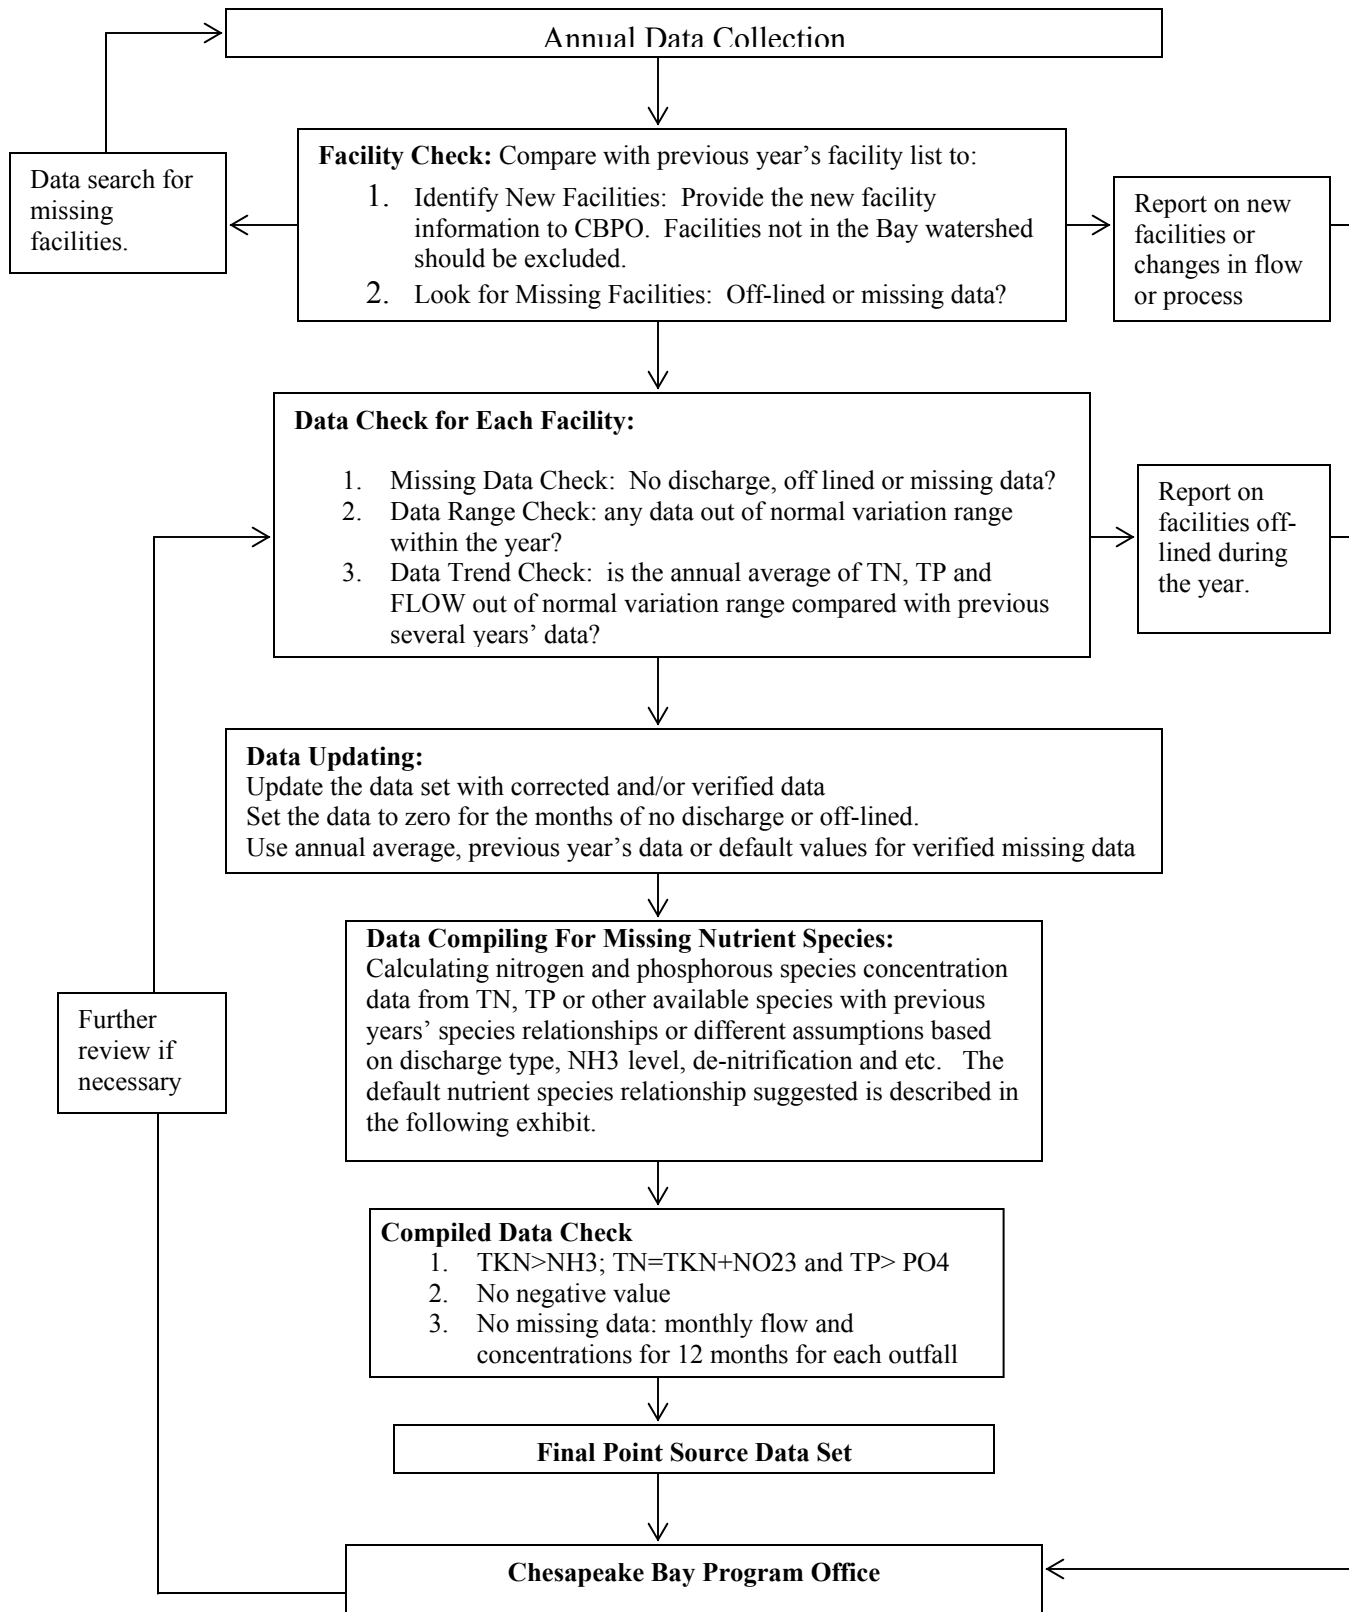 Annual Data Collection
Facility Check: Compare with previous year’s facility list to:
1. Identify New Facilities: Provide the new facility
information to CBPO. Facilities not in the Bay watershed
should be excluded.
2. Look for Missing Facilities: Off-lined or missing data?
Data search for
missing
facilities.
Report on new
facilities or
changes in flow
or process
Data Check for Each Facility:
1. Missing Data Check: No discharge, off lined or missing data?
2. Data Range Check: any data out of normal variation range
within the year?
3. Data Trend Check: is the annual average of TN, TP and
FLOW out of normal variation range compared with previous
several years’ data?
Report on
facilities off-
lined during
the year.
Data Updating:
Update the data set with corrected and/or verified data
Set the data to zero for the months of no discharge or off-lined.
Use annual average, previous year’s data or default values for verified missing data
Data Compiling For Missing Nutrient Species:
Calculating nitrogen and phosphorous species concentration
data from TN, TP or other available species with previous
years’ species relationships or different assumptions based
on discharge type, NH3 level, de-nitrification and etc. The
default nutrient species relationship suggested is described in
the following exhibit.
Further
review if
necessary
Compiled Data Check
1. TKN>NH3; TN=TKN+NO23 and TP> PO4
2. No negative value
3. No missing data: monthly flow and
concentrations for 12 months for each outfall
Final Point Source Data Set
Chesapeake Bay Program Office